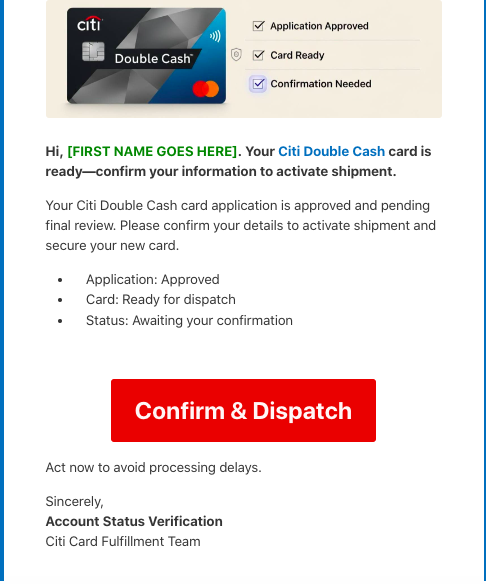 citi
Double Cash®
Application Approved
Card Ready
Confirmation Needed
Hi, [FIRST NAME GOES HERE]. Your Citi Double Cash card is
ready—confirm your information to activate shipment.
Your Citi Double Cash card application is approved and pending
final review. Please confirm your details to activate shipment and
secure your new card.
• Application: Approved
• Card: Ready for dispatch
• Status: Awaiting your confirmation
Confirm & Dispatch
Act now to avoid processing delays.
Sincerely,
Account Status Verification
Citi Card Fulfillment Team